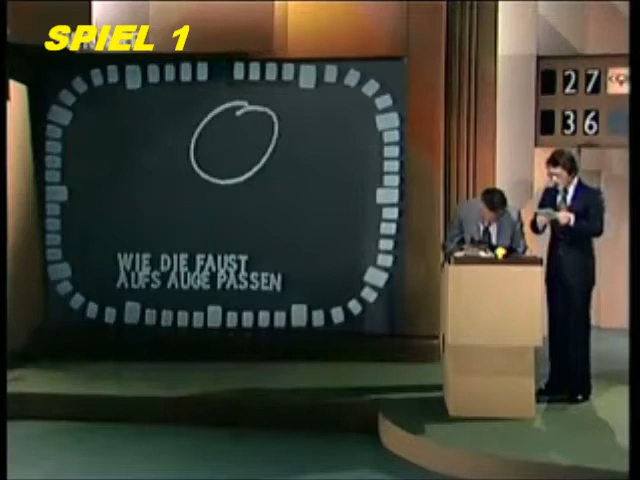 SPIEL 1
27
36
WIE DIE FAUST
AUFS AUGE PASSEN